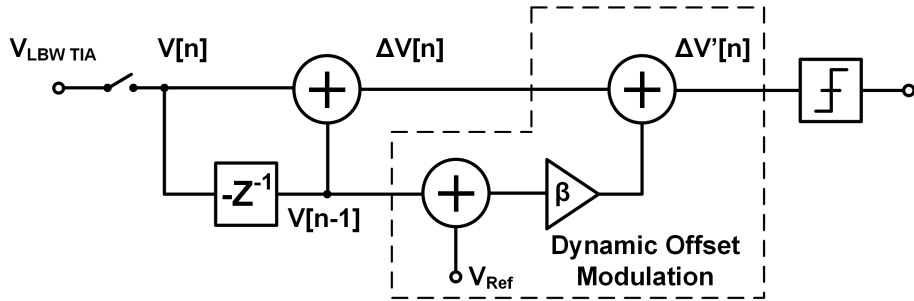 V_LBW TIA
V[n]
ΔV[n]
ΔV'[n]
-Z⁻¹
V[n-1]
β
V_Ref
Dynamic Offset
Modulation